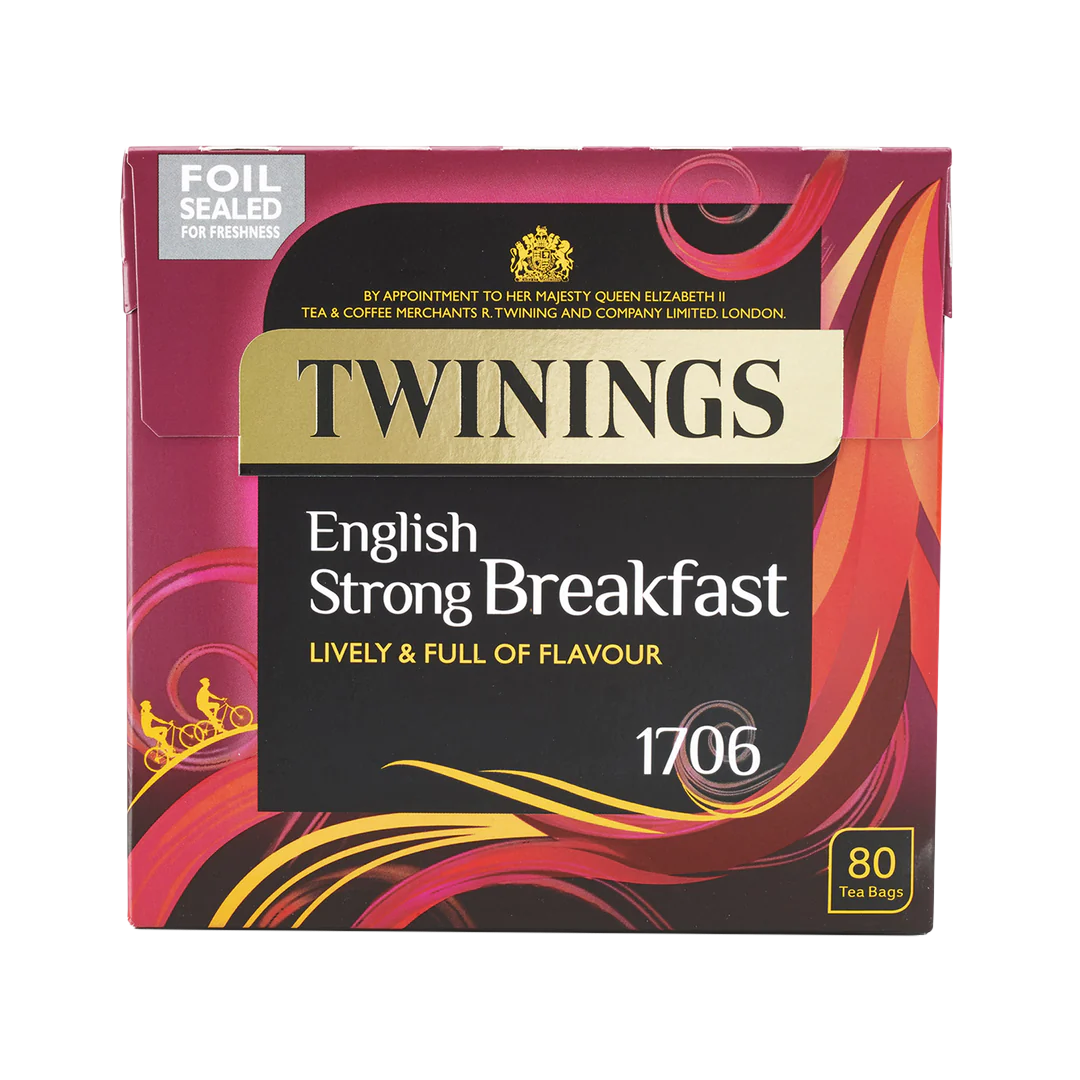 FOIL
SEALED
FOR FRESHNESS
BY APPOINTMENT TO HER MAJESTY QUEEN ELIZABETH II
TEA & COFFEE MERCHANTS R. TWINING AND COMPANY LIMITED. LONDON.
TWININGS
English
Strong Breakfast
LIVELY & FULL OF FLAVOUR
1706
80
Tea Bags